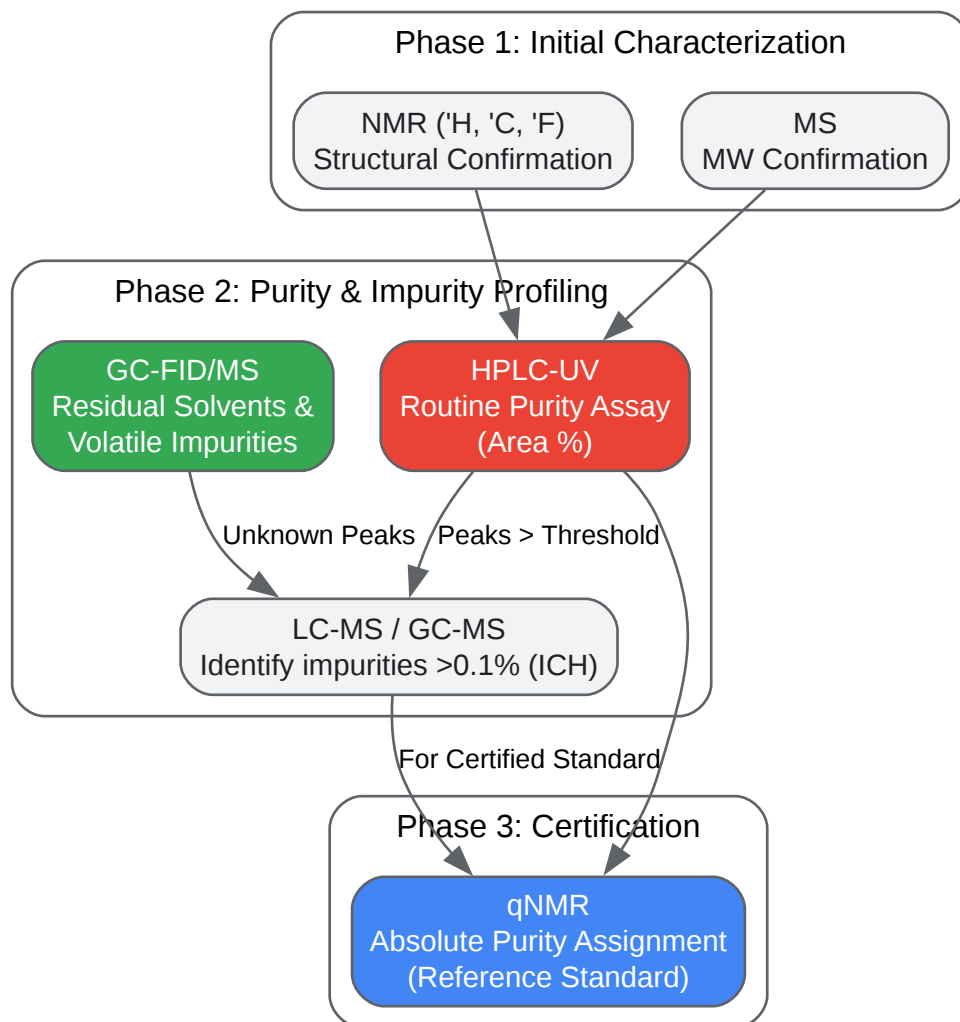 Phase 1: Initial Characterization
NMR ('H, 'C, 'F)
Structural Confirmation
MS
MW Confirmation
Phase 2: Purity & Impurity Profiling
GC-FID/MS
Residual Solvents &
Volatile Impurities
HPLC-UV
Routine Purity Assay
(Area %)
Unknown Peaks
Peaks > Threshold
LC-MS / GC-MS
Identify impurities >0.1% (ICH)
For Certified Standard
Phase 3: Certification
qNMR
Absolute Purity Assignment
(Reference Standard)